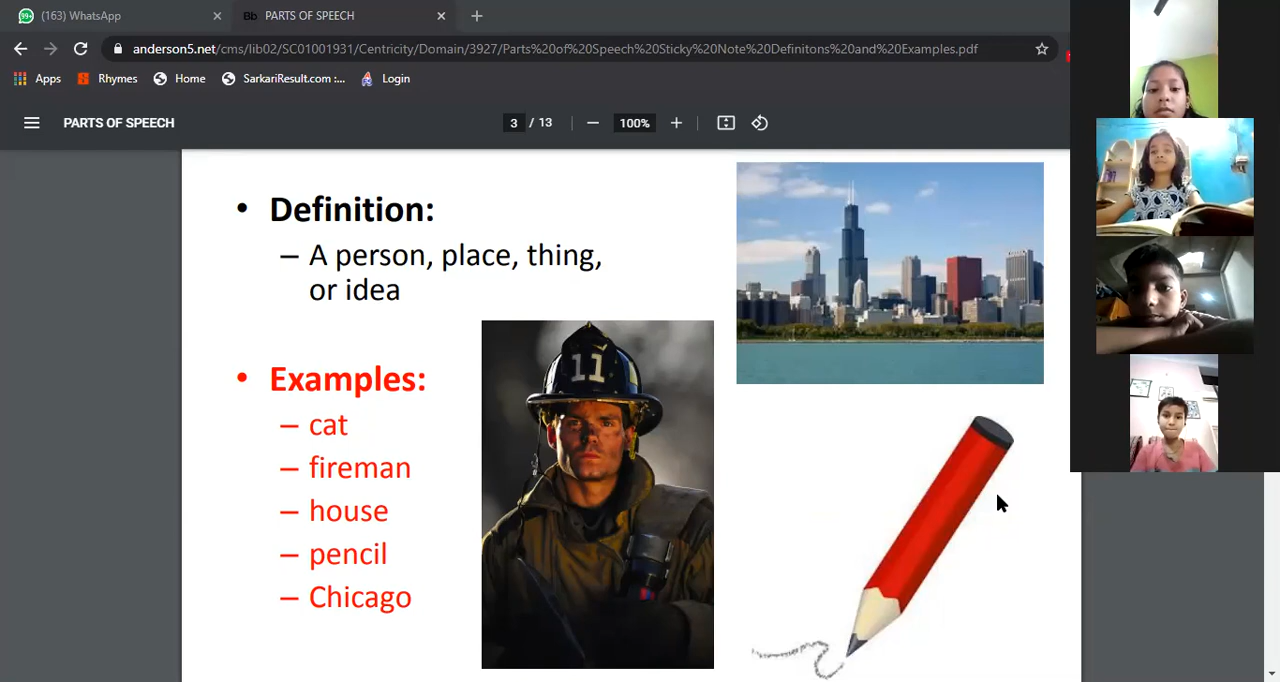 (163) WhatsApp
Bb PARTS OF SPEECH
anderson5.net/cms/lib02/SC01001931/Centricity/Domain/3927/Parts%20of%20Speech%20Sticky%20Note%20Definitons%20and%20Examples.pdf
Apps Rhymes Home SarkariResult.com :... Login
PARTS OF SPEECH
3 / 13
100%
• Definition:
– A person, place, thing,
or idea
• Examples:
– cat
– fireman
– house
– pencil
– Chicago
11